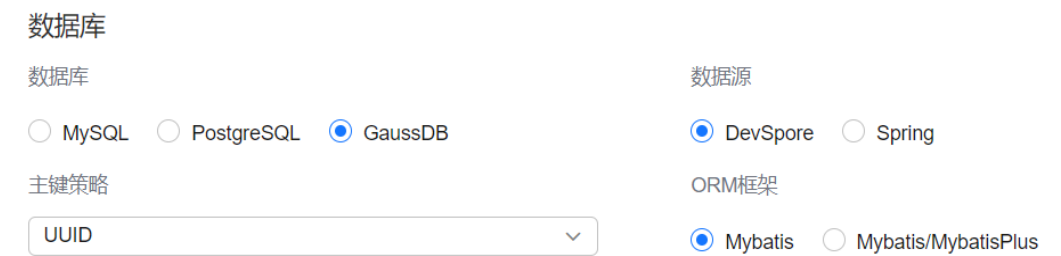 数据库
数据库
数据源
MySQL PostgreSQL GaussDB
DevSpore Spring
主键策略
ORM框架
UUID
Mybatis Mybatis/MybatisPlus